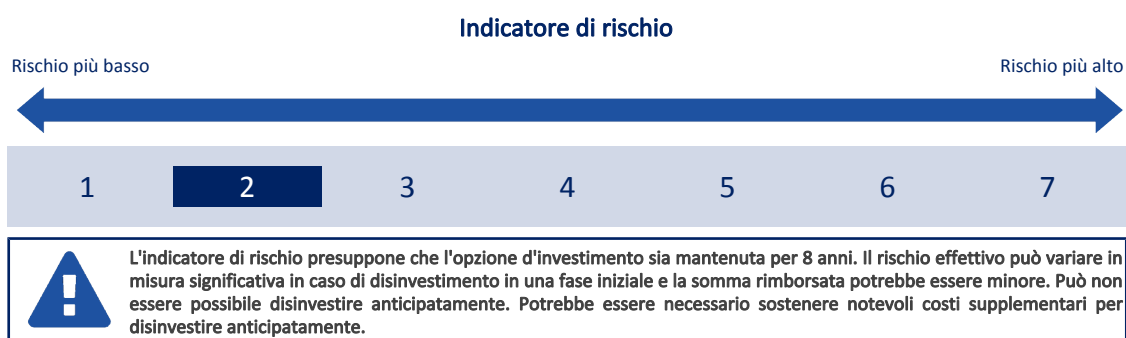 Indicatore di rischio
Rischio più basso
Rischio più alto
1 2 3 4 5 6 7
L'indicatore di rischio presuppone che l'opzione d'investimento sia mantenuta per 8 anni. Il rischio effettivo può variare in
misura significativa in caso di disinvestimento in una fase iniziale e la somma rimborsata potrebbe essere minore. Può non
essere possibile disinvestire anticipatamente. Potrebbe essere necessario sostenere notevoli costi supplementari per
disinvestire anticipatamente.